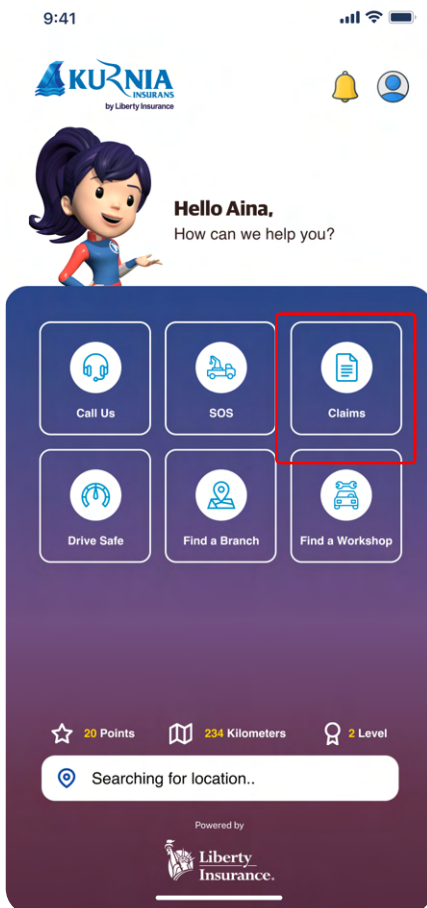 9:41
KURNIA
INSURANS
by Liberty Insurance
Hello Aina,
How can we help you?
Call Us
SOS
Claims
Drive Safe
Find a Branch
Find a Workshop
20 Points
234 Kilometers
2 Level
Searching for location..
Powered by
Liberty
Insurance.